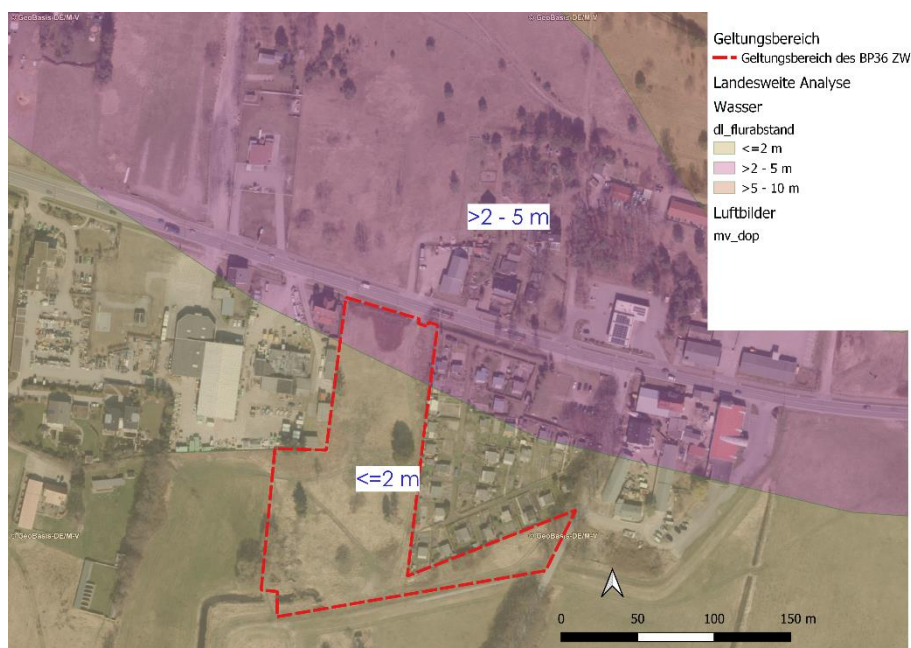 © GeoBasis-DE/M-V
© GeoBasis-DE/M-V
Geltungsbereich
Geltungsbereich des BP36 ZW
Landesweite Analyse
Wasser
dl_flurabstand
<=2 m
>2 - 5 m
>5 - 10 m
Luftbilder
mv_dop
>2 - 5 m
<=2 m
© GeoBasis-DE/M-V
© GeoBasis-DE/M-V
0 50 100 150 m